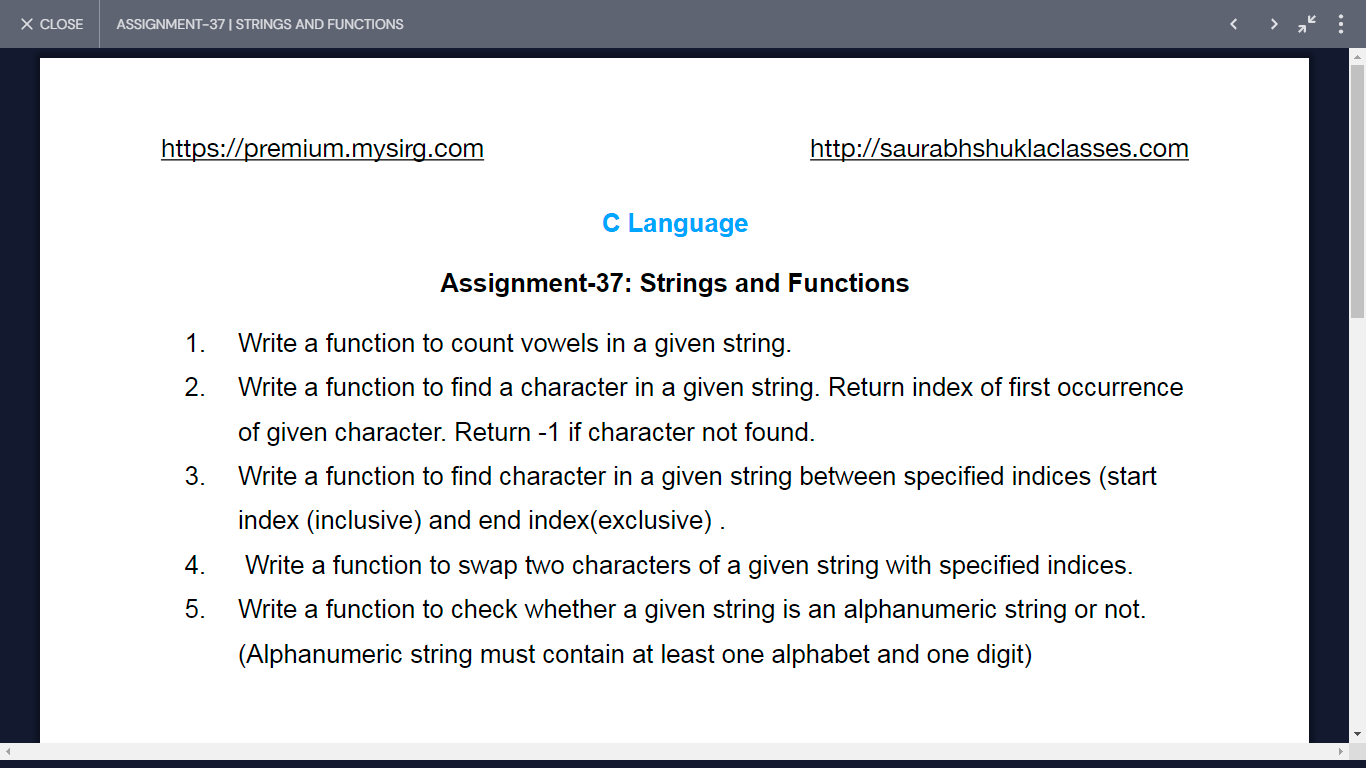 CLOSE ASSIGNMENT-37 | STRINGS AND FUNCTIONS
https://premium.mysirg.com http://saurabhshuklaclasses.com
C Language
Assignment-37: Strings and Functions
1. Write a function to count vowels in a given string.
2. Write a function to find a character in a given string. Return index of first occurrence
of given character. Return -1 if character not found.
3. Write a function to find character in a given string between specified indices (start
index (inclusive) and end index(exclusive) .
4. Write a function to swap two characters of a given string with specified indices.
5. Write a function to check whether a given string is an alphanumeric string or not.
(Alphanumeric string must contain at least one alphabet and one digit)